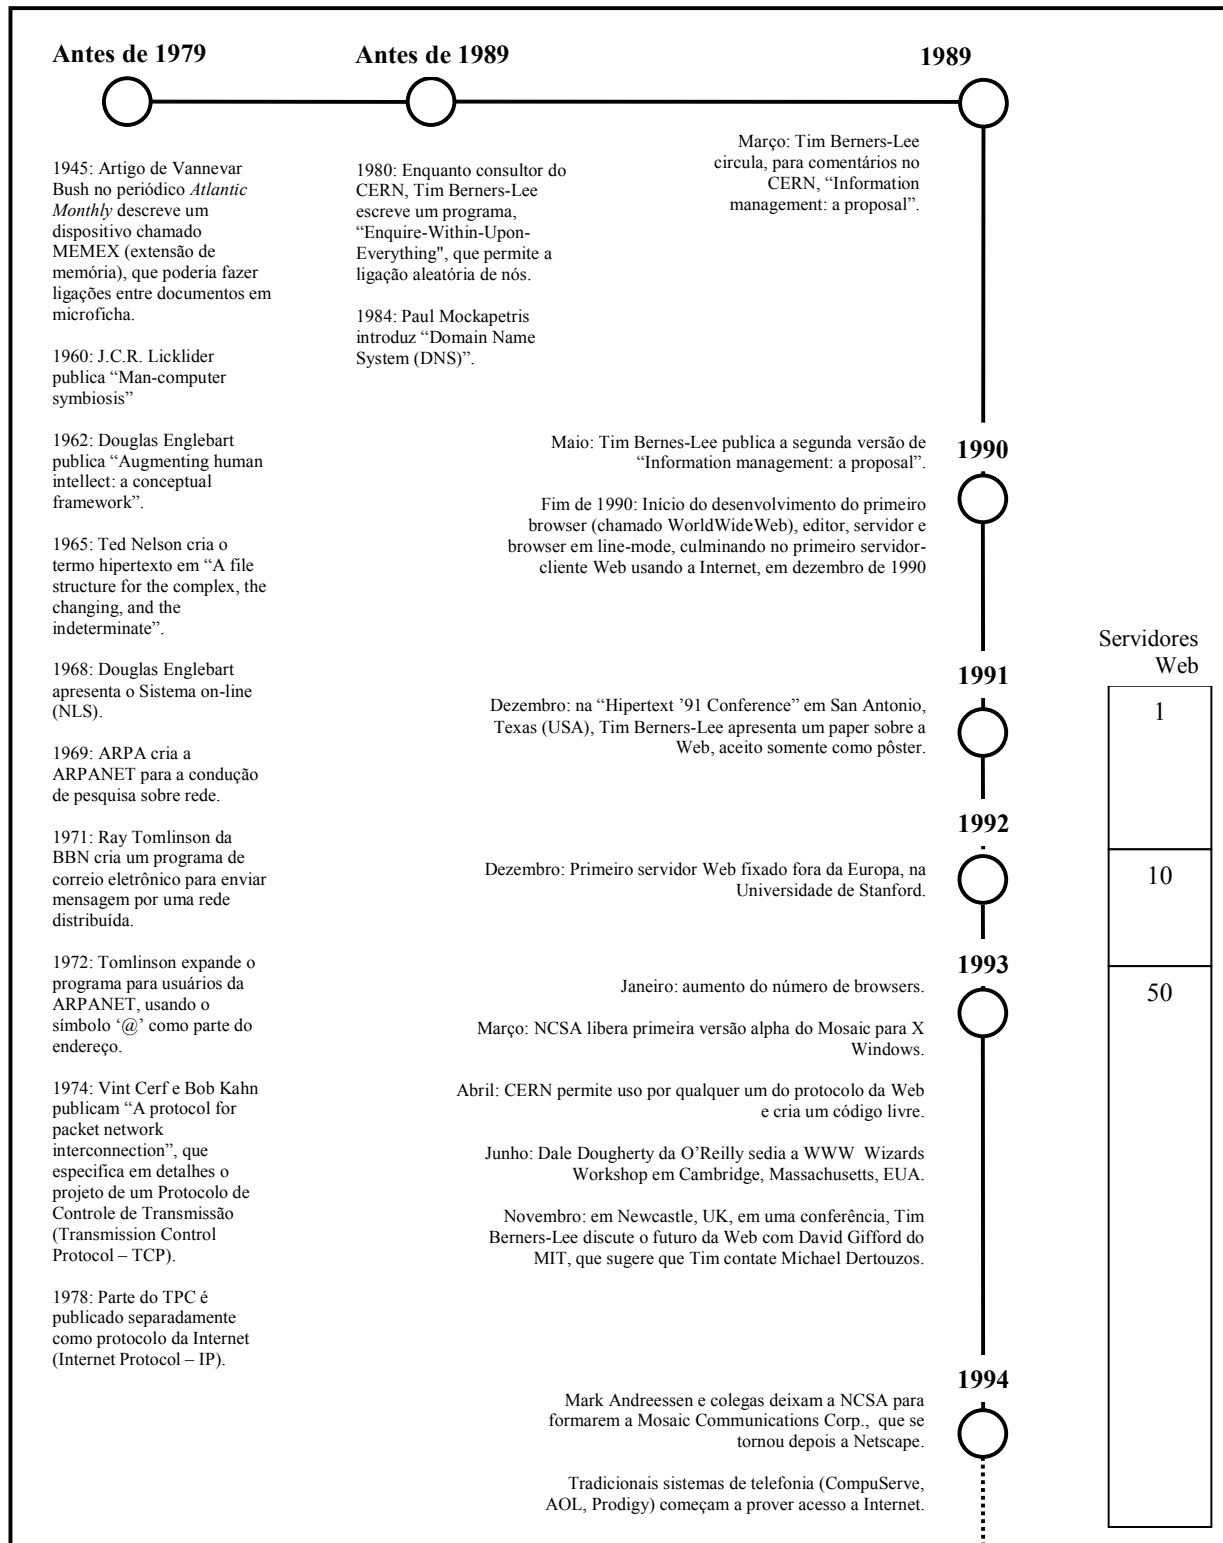 Antes de 1979
1945: Artigo de Vannevar
Bush no periódico Atlantic
Monthly descreve um
dispositivo chamado
MEMEX (extensão de
memória), que poderia fazer
ligações entre documentos em
microficha.
1960: J.C.R. Licklider
publica “Man-computer
symbiosis”
1962: Douglas Englebart
publica “Augmenting human
intellect: a conceptual
framework”.
1965: Ted Nelson cria o
termo hipertexto em “A file
structure for the complex, the
changing, and the
indeterminate”.
1968: Douglas Englebart
apresenta o Sistema on-line
(NLS).
1969: ARPA cria a
ARPANET para a condução
de pesquisa sobre rede.
1971: Ray Tomlinson da
BBN cria um programa de
correio eletrônico para enviar
mensagem por uma rede
distribuída.
1972: Tomlinson expande o
programa para usuários da
ARPANET, usando o
símbolo ‘@’ como parte do
endereço.
1974: Vint Cerf e Bob Kahn
publicam “A protocol for
packet network
interconnection”, que
especifica em detalhes o
projeto de um Protocolo de
Controle de Transmissão
(Transmission Control
Protocol – TCP).
1978: Parte do TPC é
publicado separadamente
como protocolo da Internet
(Internet Protocol – IP).
Antes de 1989
1980: Enquanto consultor do
CERN, Tim Berners-Lee
escreve um programa,
“Enquire-Within-Upon-
Everything", que permite a
ligação aleatória de nós.
1984: Paul Mockapetris
introduz “Domain Name
System (DNS)”.
1989
Março: Tim Berners-Lee
circula, para comentários no
CERN, “Information
management: a proposal”.
1990
Maio: Tim Bernes-Lee publica a segunda versão de
“Information management: a proposal”.
Fim de 1990: Início do desenvolvimento do primeiro
browser (chamado WorldWideWeb), editor, servidor e
browser em line-mode, culminando no primeiro servidor-
cliente Web usando a Internet, em dezembro de 1990
1991
Dezembro: na “Hipertext ’91 Conference” em San Antonio,
Texas (USA), Tim Berners-Lee apresenta um paper sobre a
Web, aceito somente como pôster.
1992
Dezembro: Primeiro servidor Web fixado fora da Europa, na
Universidade de Stanford.
1993
Janeiro: aumento do número de browsers.
Março: NCSA libera primeira versão alpha do Mosaic para X
Windows.
Abril: CERN permite uso por qualquer um do protocolo da Web
e cria um código livre.
Junho: Dale Dougherty da O’Reilly sedia a WWW Wizards
Workshop em Cambridge, Massachusetts, EUA.
Novembro: em Newcastle, UK, em uma conferência, Tim
Berners-Lee discute o futuro da Web com David Gifford do
MIT, que sugere que Tim contate Michael Dertouzos.
1994
Mark Andreessen e colegas deixam a NCSA para
formarem a Mosaic Communications Corp., que se
tornou depois a Netscape.
Tradicionais sistemas de telefonia (CompuServe,
AOL, Prodigy) começam a prover acesso a Internet.
Servidores
Web
1
10
50